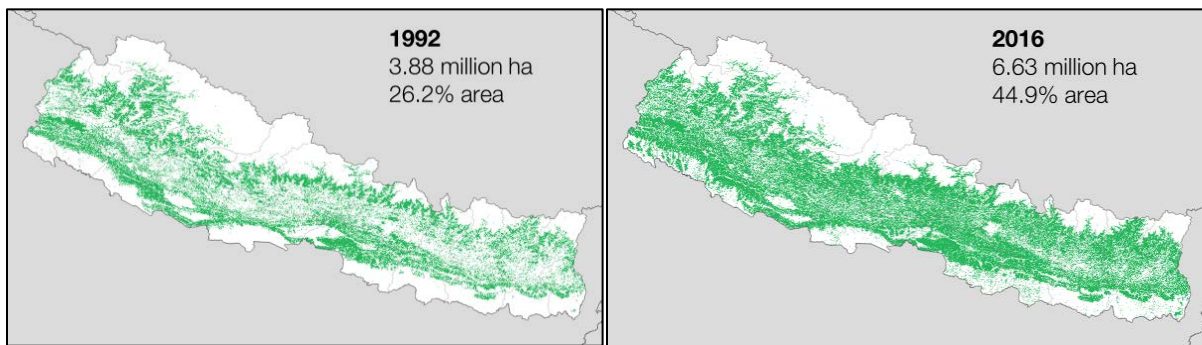 1992
3.88 million ha
26.2% area
2016
6.63 million ha
44.9% area